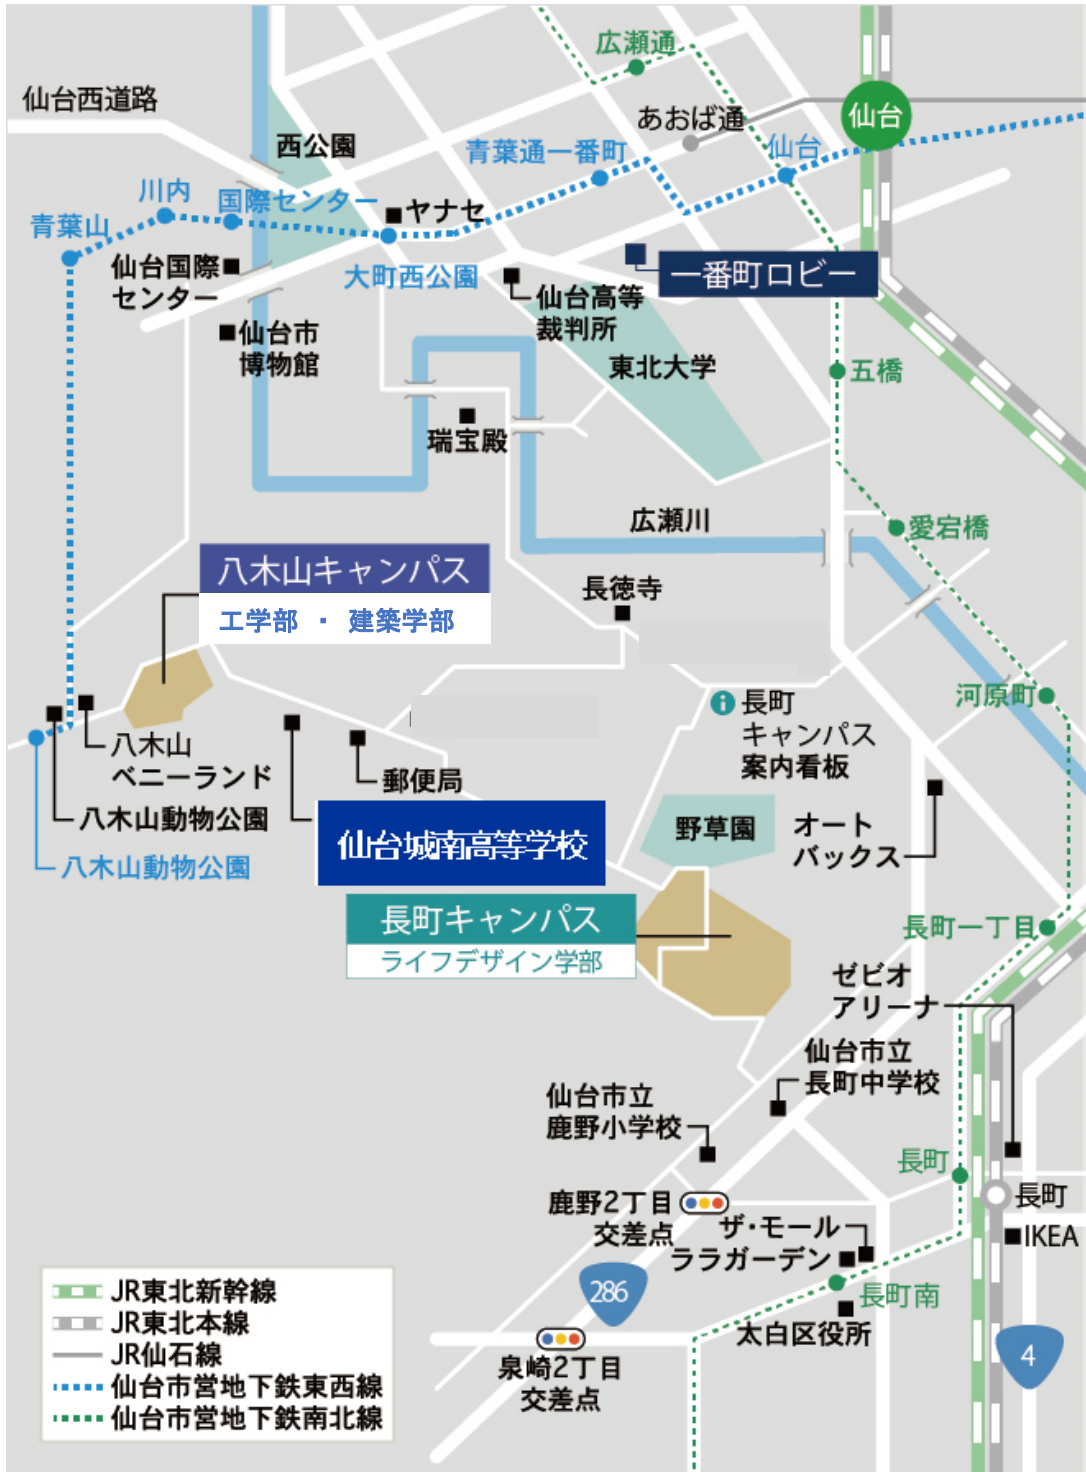 広瀬通
仙台西道路
あおば通
仙台
西公園
青葉通一番町
仙台
川内
国際センター
ヤナセ
青葉山
仙台国際
センター
大町西公園
一番町ロビー
仙台高等
裁判所
仙台市
博物館
東北大学
五橋
瑞宝殿
広瀬川
愛宕橋
八木山キャンパス
工学部 ・ 建築学部
長徳寺
河原町
長町
キャンパス
案内看板
八木山
ベニーランド
郵便局
八木山動物公園
八木山動物公園
仙台城南高等学校
野草園
オート
バックス
長町キャンパス
ライフデザイン学部
長町一丁目
ゼビオ
アリーナ
仙台市立
長町中学校
仙台市立
鹿野小学校
長町
鹿野2丁目
交差点
長町
ザ・モール
ララガーデン
IKEA
286
長町南
太白区役所
泉崎2丁目
交差点
4
JR東北新幹線
JR東北本線
JR仙石線
仙台市営地下鉄東西線
仙台市営地下鉄南北線